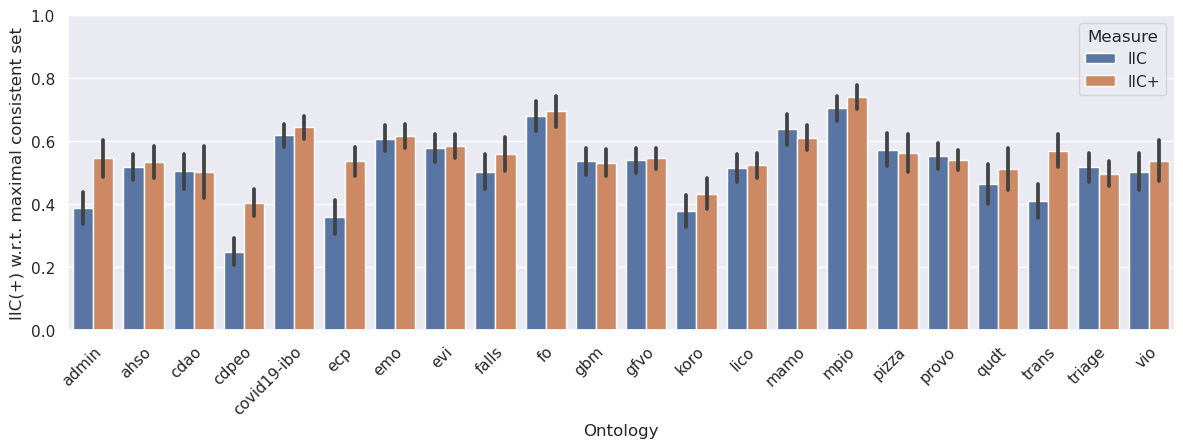 IIC(+) w.r.t. maximal consistent set
1.0
0.8
0.6
0.4
0.2
0.0
Measure
IIC
IIC+
admin
ahso
cdao
cdpeo
covid19-ibo
ecp
emo
evi
falls
fo
gbm
gfvo
koro
lico
mamo
mpio
pizza
provo
qudt
trans
triage
vio
Ontology